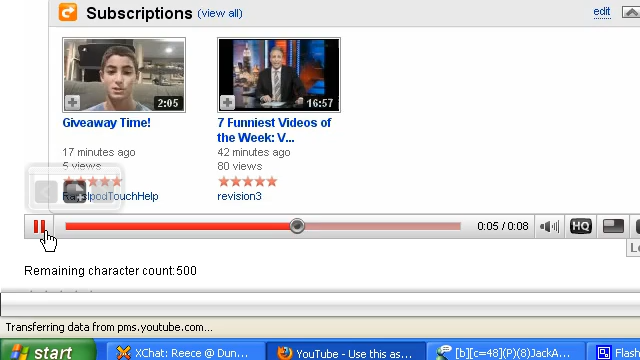 Subscriptions (view all)
edit
2:05
16:57
Giveaway Time!
7 Funniest Videos of
the Week: V...
17 minutes ago
5 views
42 minutes ago
80 views
IpodTouchHelp
revision3
0:05 / 0:08
HQ
Remaining character count:500
Transferring data from pms.youtube.com...
start
XChat: Reece @ Dun...
YouTube - Use this as...
[b][c=48](P)(8)JackA...
Flash